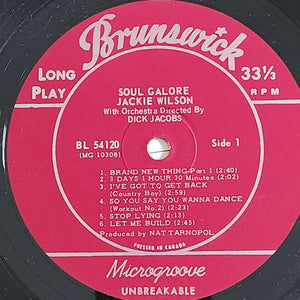 Brunswick
LONG PLAY
33⅓ RPM
SOUL GALORE
JACKIE WILSON
With Orchestra Directed By
DICK JACOBS
BL 54120
(MG 10308)
Side 1
1. BRAND NEW THING-Part 1 (2:40)
2. 3 DAYS 1 HOUR 30 Minutes (2:02)
3. I'VE GOT TO GET BACK
(Country Boy) (2:59)
4. SO YOU SAY YOU WANNA DANCE
(Workout No.2) (2:23)
5. STOP LYING (2:13)
6. LET ME BUILD (2:45)
Produced by NAT TARNOPOL
PRESSED IN CANADA
Microgroove
UNBREAKABLE